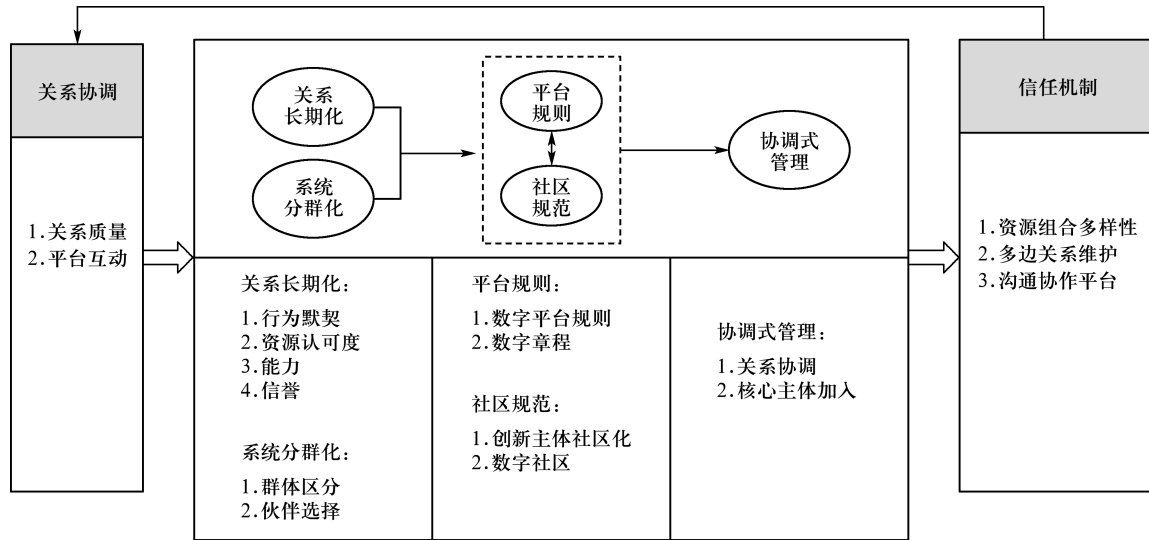 关系协调
1.关系质量
2.平台互动
关系
长期化
系统
分群化
平台
规则
社区
规范
协调式
管理
关系长期化：
1.行为默契
2.资源认可度
3.能力
4.信誉
系统分群化：
1.群体区分
2.伙伴选择
平台规则：
1.数字平台规则
2.数字章程
社区规范：
1.创新主体社区化
2.数字社区
协调式管理：
1.关系协调
2.核心主体加入
信任机制
1.资源组合多样性
2.多边关系维护
3.沟通协作平台